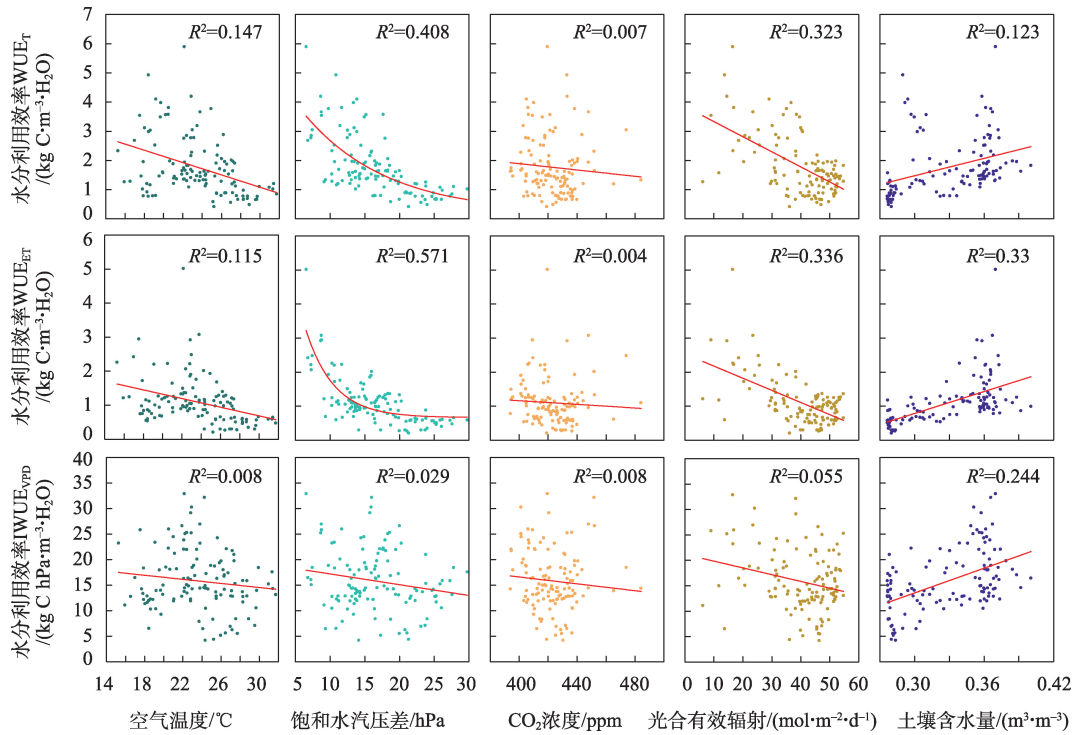 水分利用效率WUE_T
/(kg C·m⁻³·H₂O)
7
6
5
4
3
2
1
0
R²=0.147
R²=0.408
R²=0.007
R²=0.323
R²=0.123
水分利用效率WUE_ET
/(kg C·m⁻³·H₂O)
6
5
4
3
2
1
0
R²=0.115
R²=0.571
R²=0.004
R²=0.336
R²=0.33
水分利用效率IWUE_VPD
/(kg C hPa·m⁻³·H₂O)
40
35
30
25
20
15
10
5
0
R²=0.008
R²=0.029
R²=0.008
R²=0.055
R²=0.244
14 18 22 26 30
5 10 15 20 25 30
400 440 480
0 10 20 30 40 50 60
0.30 0.36 0.42
空气温度/℃
饱和水汽压差/hPa
CO₂浓度/ppm
光合有效辐射/(mol·m⁻²·d⁻¹)
土壤含水量/(m³·m⁻³)